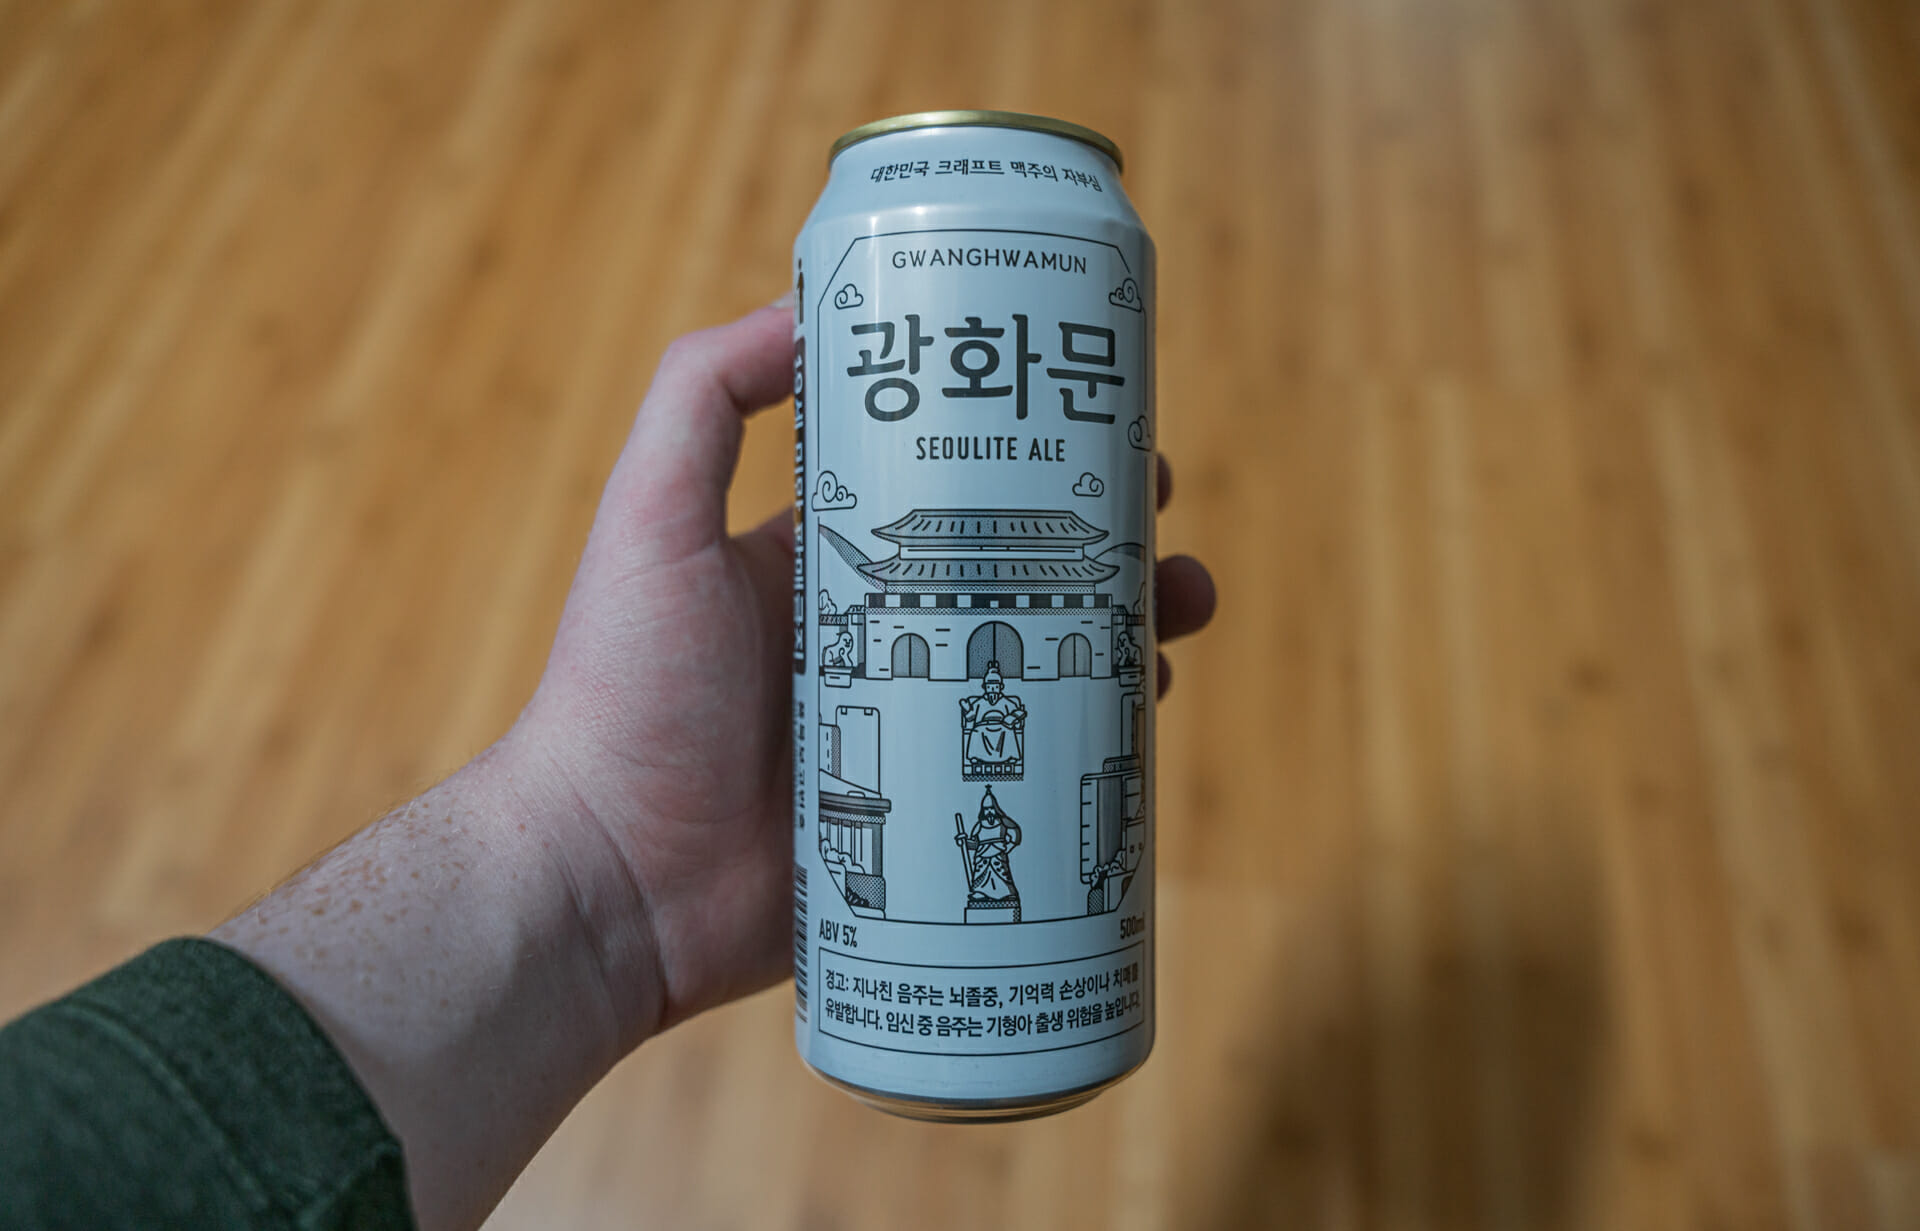 대한민국 크래프트 맥주의 자부심
GWANGHWAMUN
광화문
SEOULITE ALE
ABV 5%
500ml
경고: 지나친 음주는 뇌졸중, 기억력 손상이나 치매를
유발합니다. 임신 중 음주는 기형아 출생 위험을 높입니다.